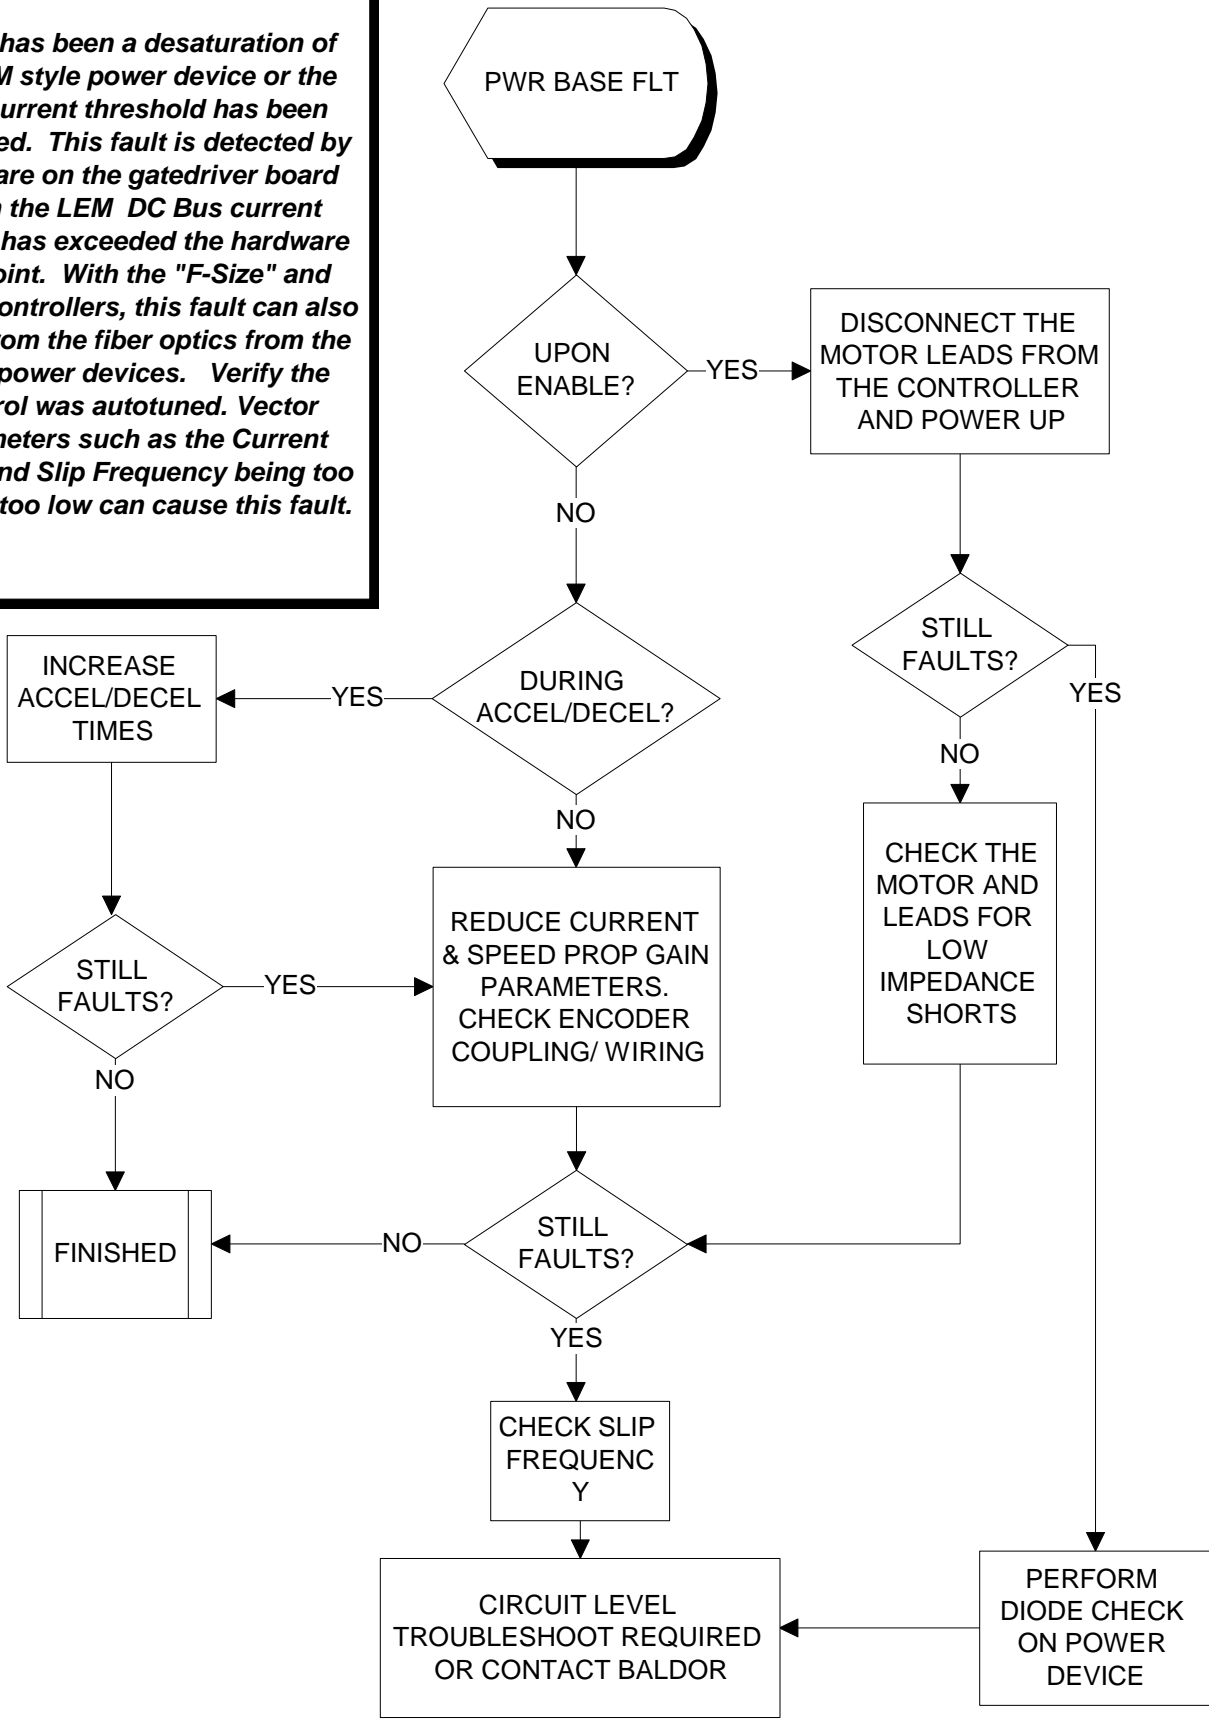 has been a desaturation of
M style power device or the
urrent threshold has been
ed. This fault is detected by
are on the gatedriver board
the LEM DC Bus current
has exceeded the hardware
oint. With the "F-Size" and
ontrollers, this fault can also
om the fiber optics from the
power devices. Verify the
rol was autotuned. Vector
neters such as the Current
nd Slip Frequency being too
too low can cause this fault.
PWR BASE FLT
UPON
ENABLE?
YES
DISCONNECT THE
MOTOR LEADS FROM
THE CONTROLLER
AND POWER UP
NO
STILL
FAULTS?
YES
NO
DURING
ACCEL/DECEL?
YES
INCREASE
ACCEL/DECEL
TIMES
NO
CHECK THE
MOTOR AND
LEADS FOR
LOW
IMPEDANCE
SHORTS
REDUCE CURRENT
& SPEED PROP GAIN
PARAMETERS.
CHECK ENCODER
COUPLING/ WIRING
STILL
FAULTS?
YES
NO
FINISHED
NO
STILL
FAULTS?
YES
CHECK SLIP
FREQUENC
Y
CIRCUIT LEVEL
TROUBLESHOOT REQUIRED
OR CONTACT BALDOR
PERFORM
DIODE CHECK
ON POWER
DEVICE